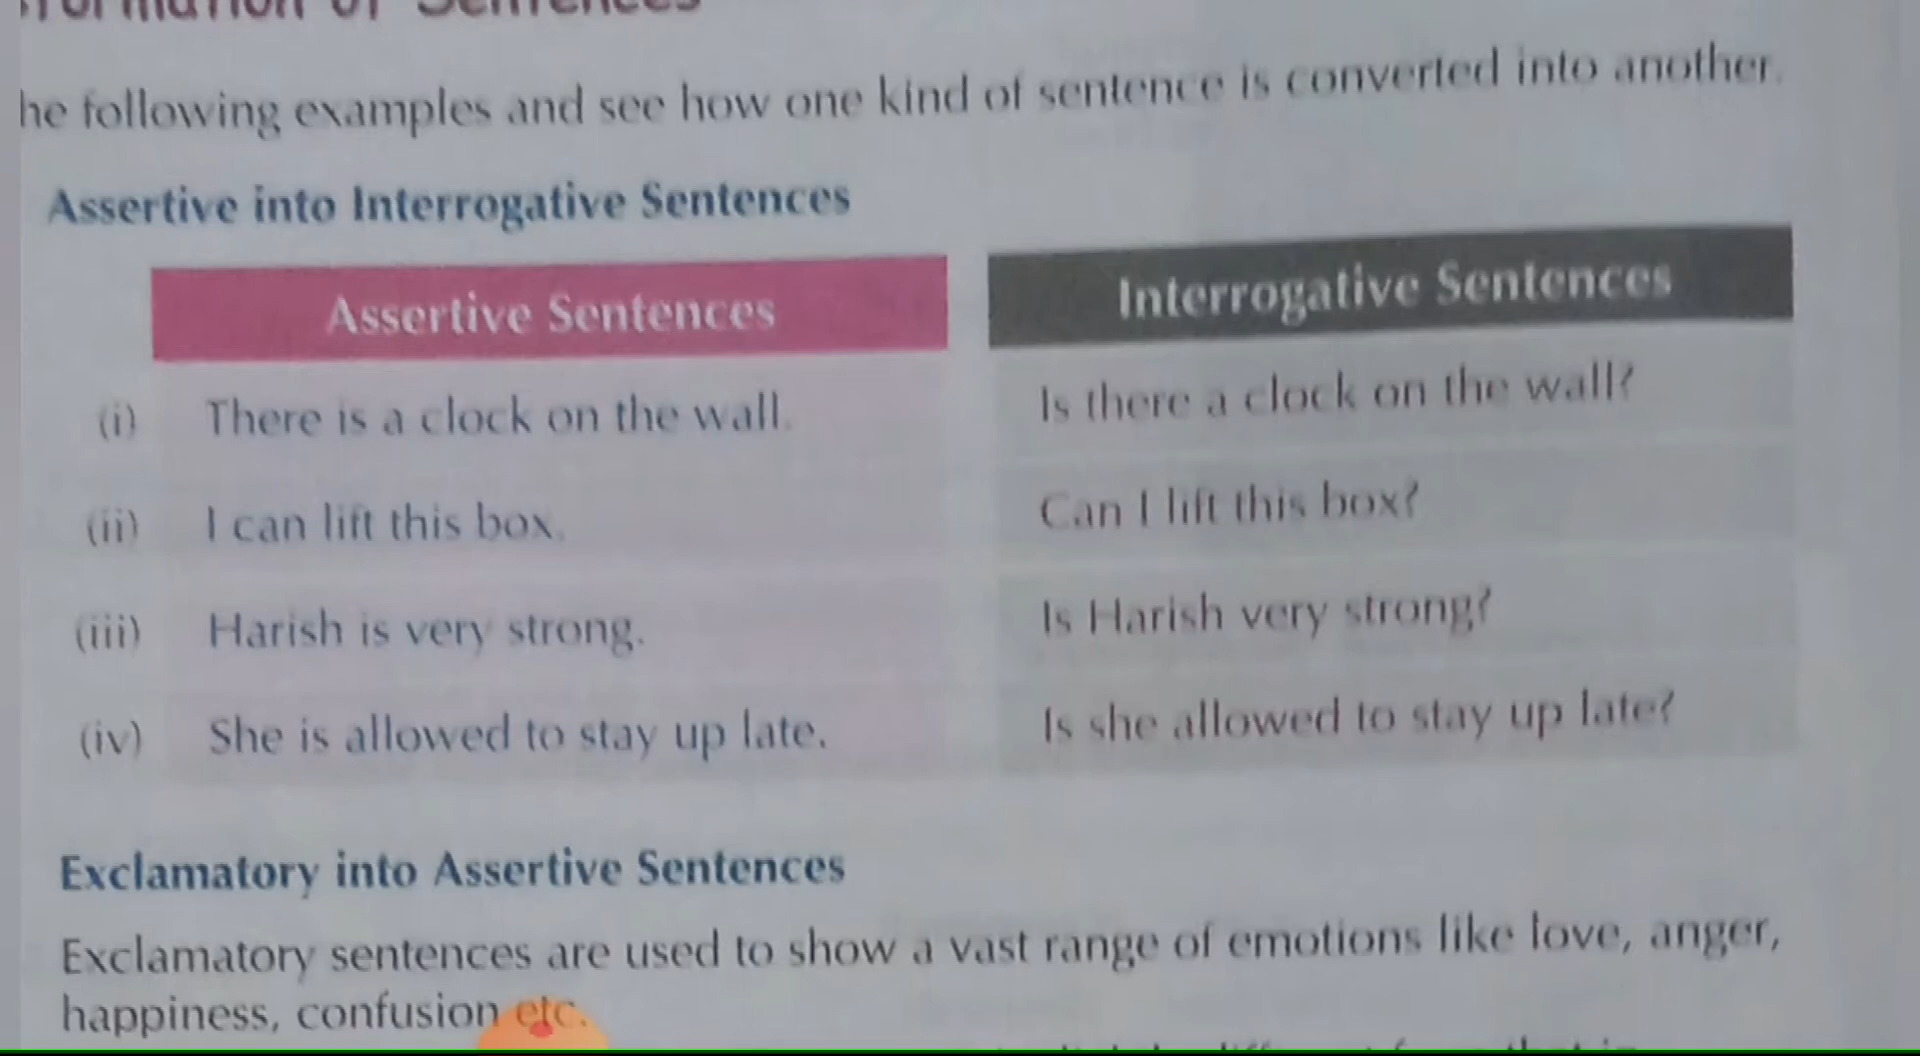 of Sentences
he following examples and see how one kind of sentence is converted into another.
Assertive into Interrogative Sentences
Assertive Sentences Interrogative Sentences
(i) There is a clock on the wall. Is there a clock on the wall?
(ii) I can lift this box. Can I lift this box?
(iii) Harish is very strong. Is Harish very strong?
(iv) She is allowed to stay up late. Is she allowed to stay up late?
Exclamatory into Assertive Sentences
Exclamatory sentences are used to show a vast range of emotions like love, anger,
happiness, confusion etc.